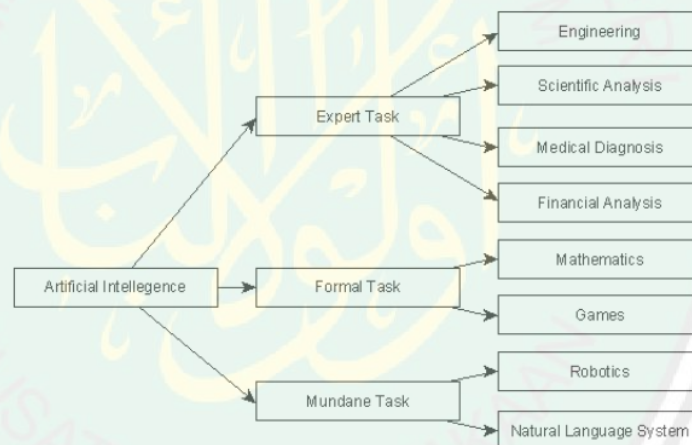 Engineering
Scientific Analysis
Expert Task
Medical Diagnosis
Financial Analysis
Mathematics
Artificial Intellegence
Formal Task
Games
Robotics
Mundane Task
Natural Language System